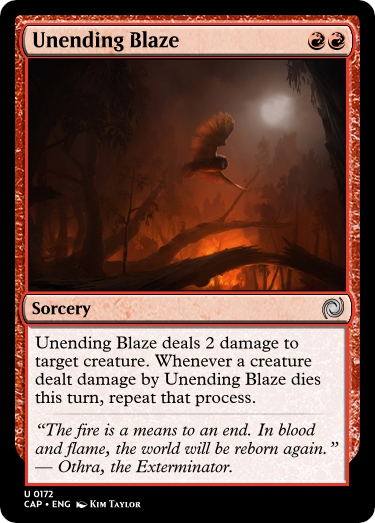 Unending Blaze
Sorcery
Unending Blaze deals 2 damage to
target creature. Whenever a creature
dealt damage by Unending Blaze dies
this turn, repeat that process.
“The fire is a means to an end. In blood
and flame, the world will be reborn again.”
— Othra, the Exterminator.
U 0172
CAP • ENG Kim Taylor